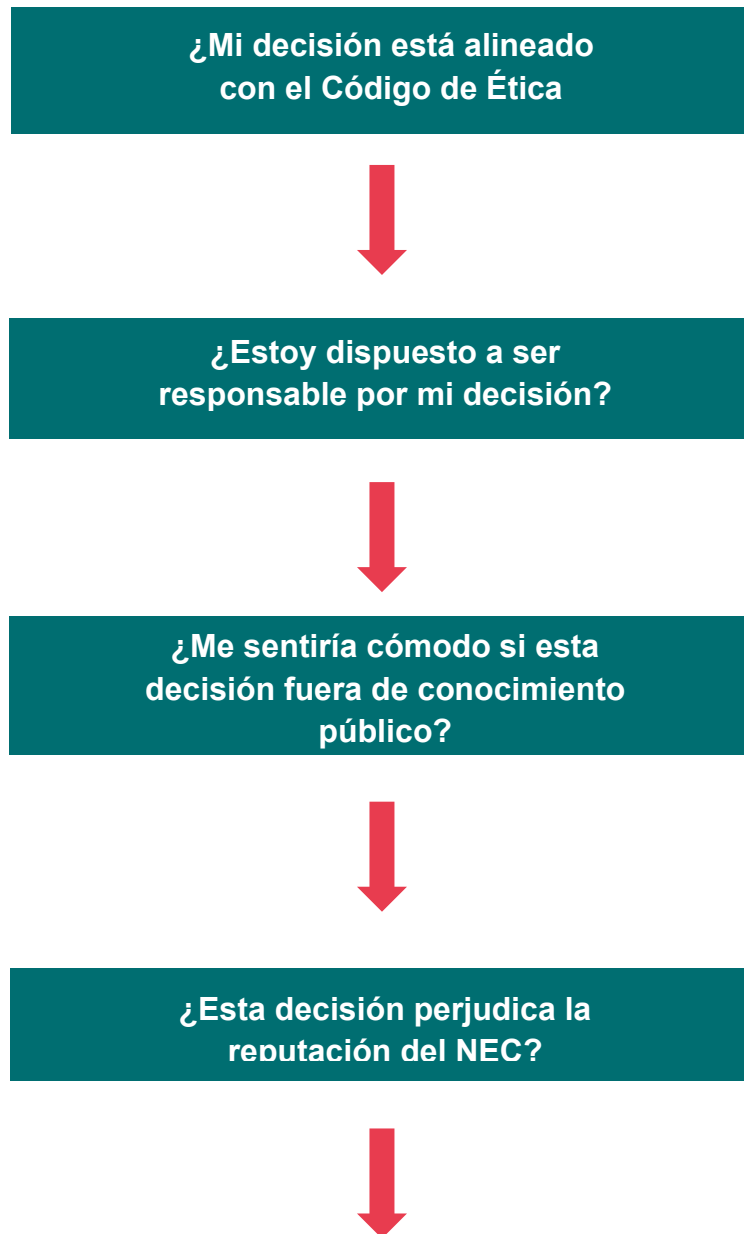 ¿Mi decisión está alineado
con el Código de Ética
¿Estoy dispuesto a ser
responsable por mi decisión?
¿Me sentiría cómodo si esta
decisión fuera de conocimiento
público?
¿Esta decisión perjudica la
reputación del NEC?